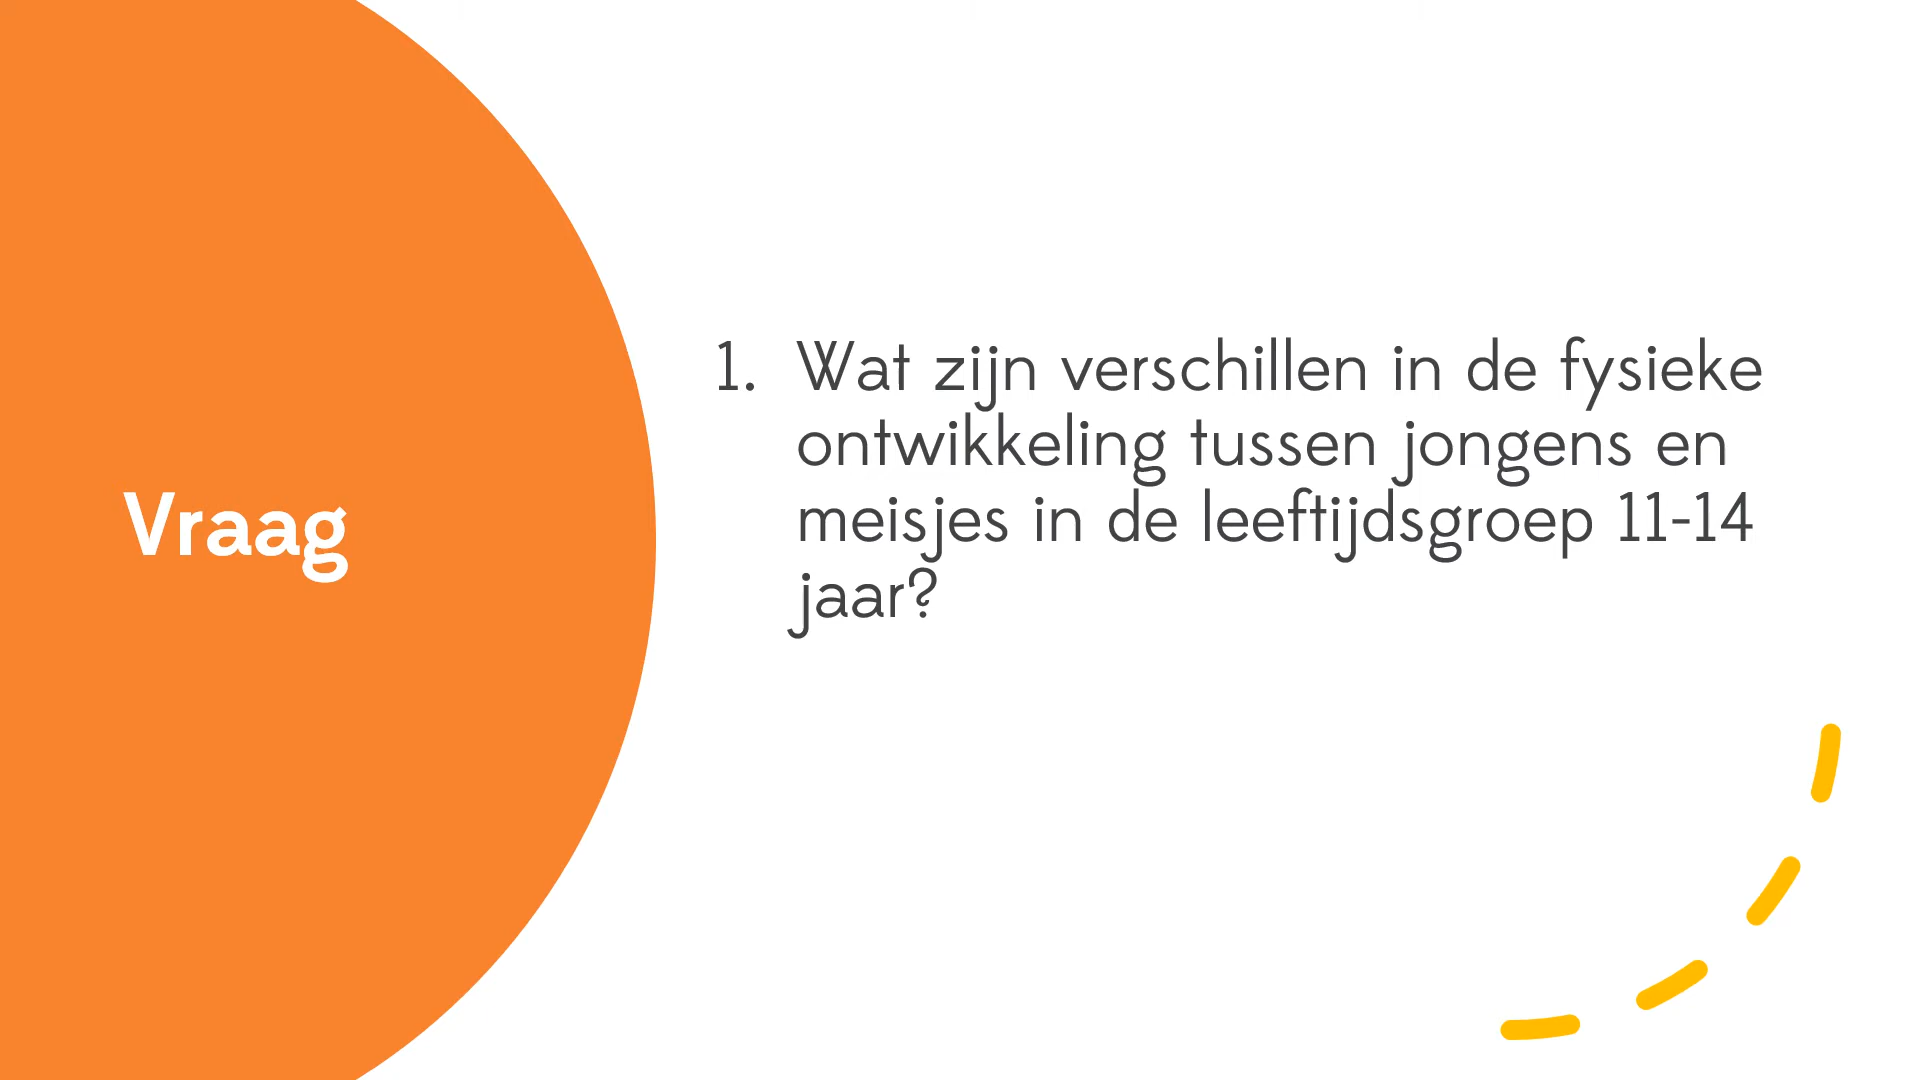 Vraag
1. Wat zijn verschillen in de fysieke
ontwikkeling tussen jongens en
meisjes in de leeftijdsgroep 11-14
jaar?